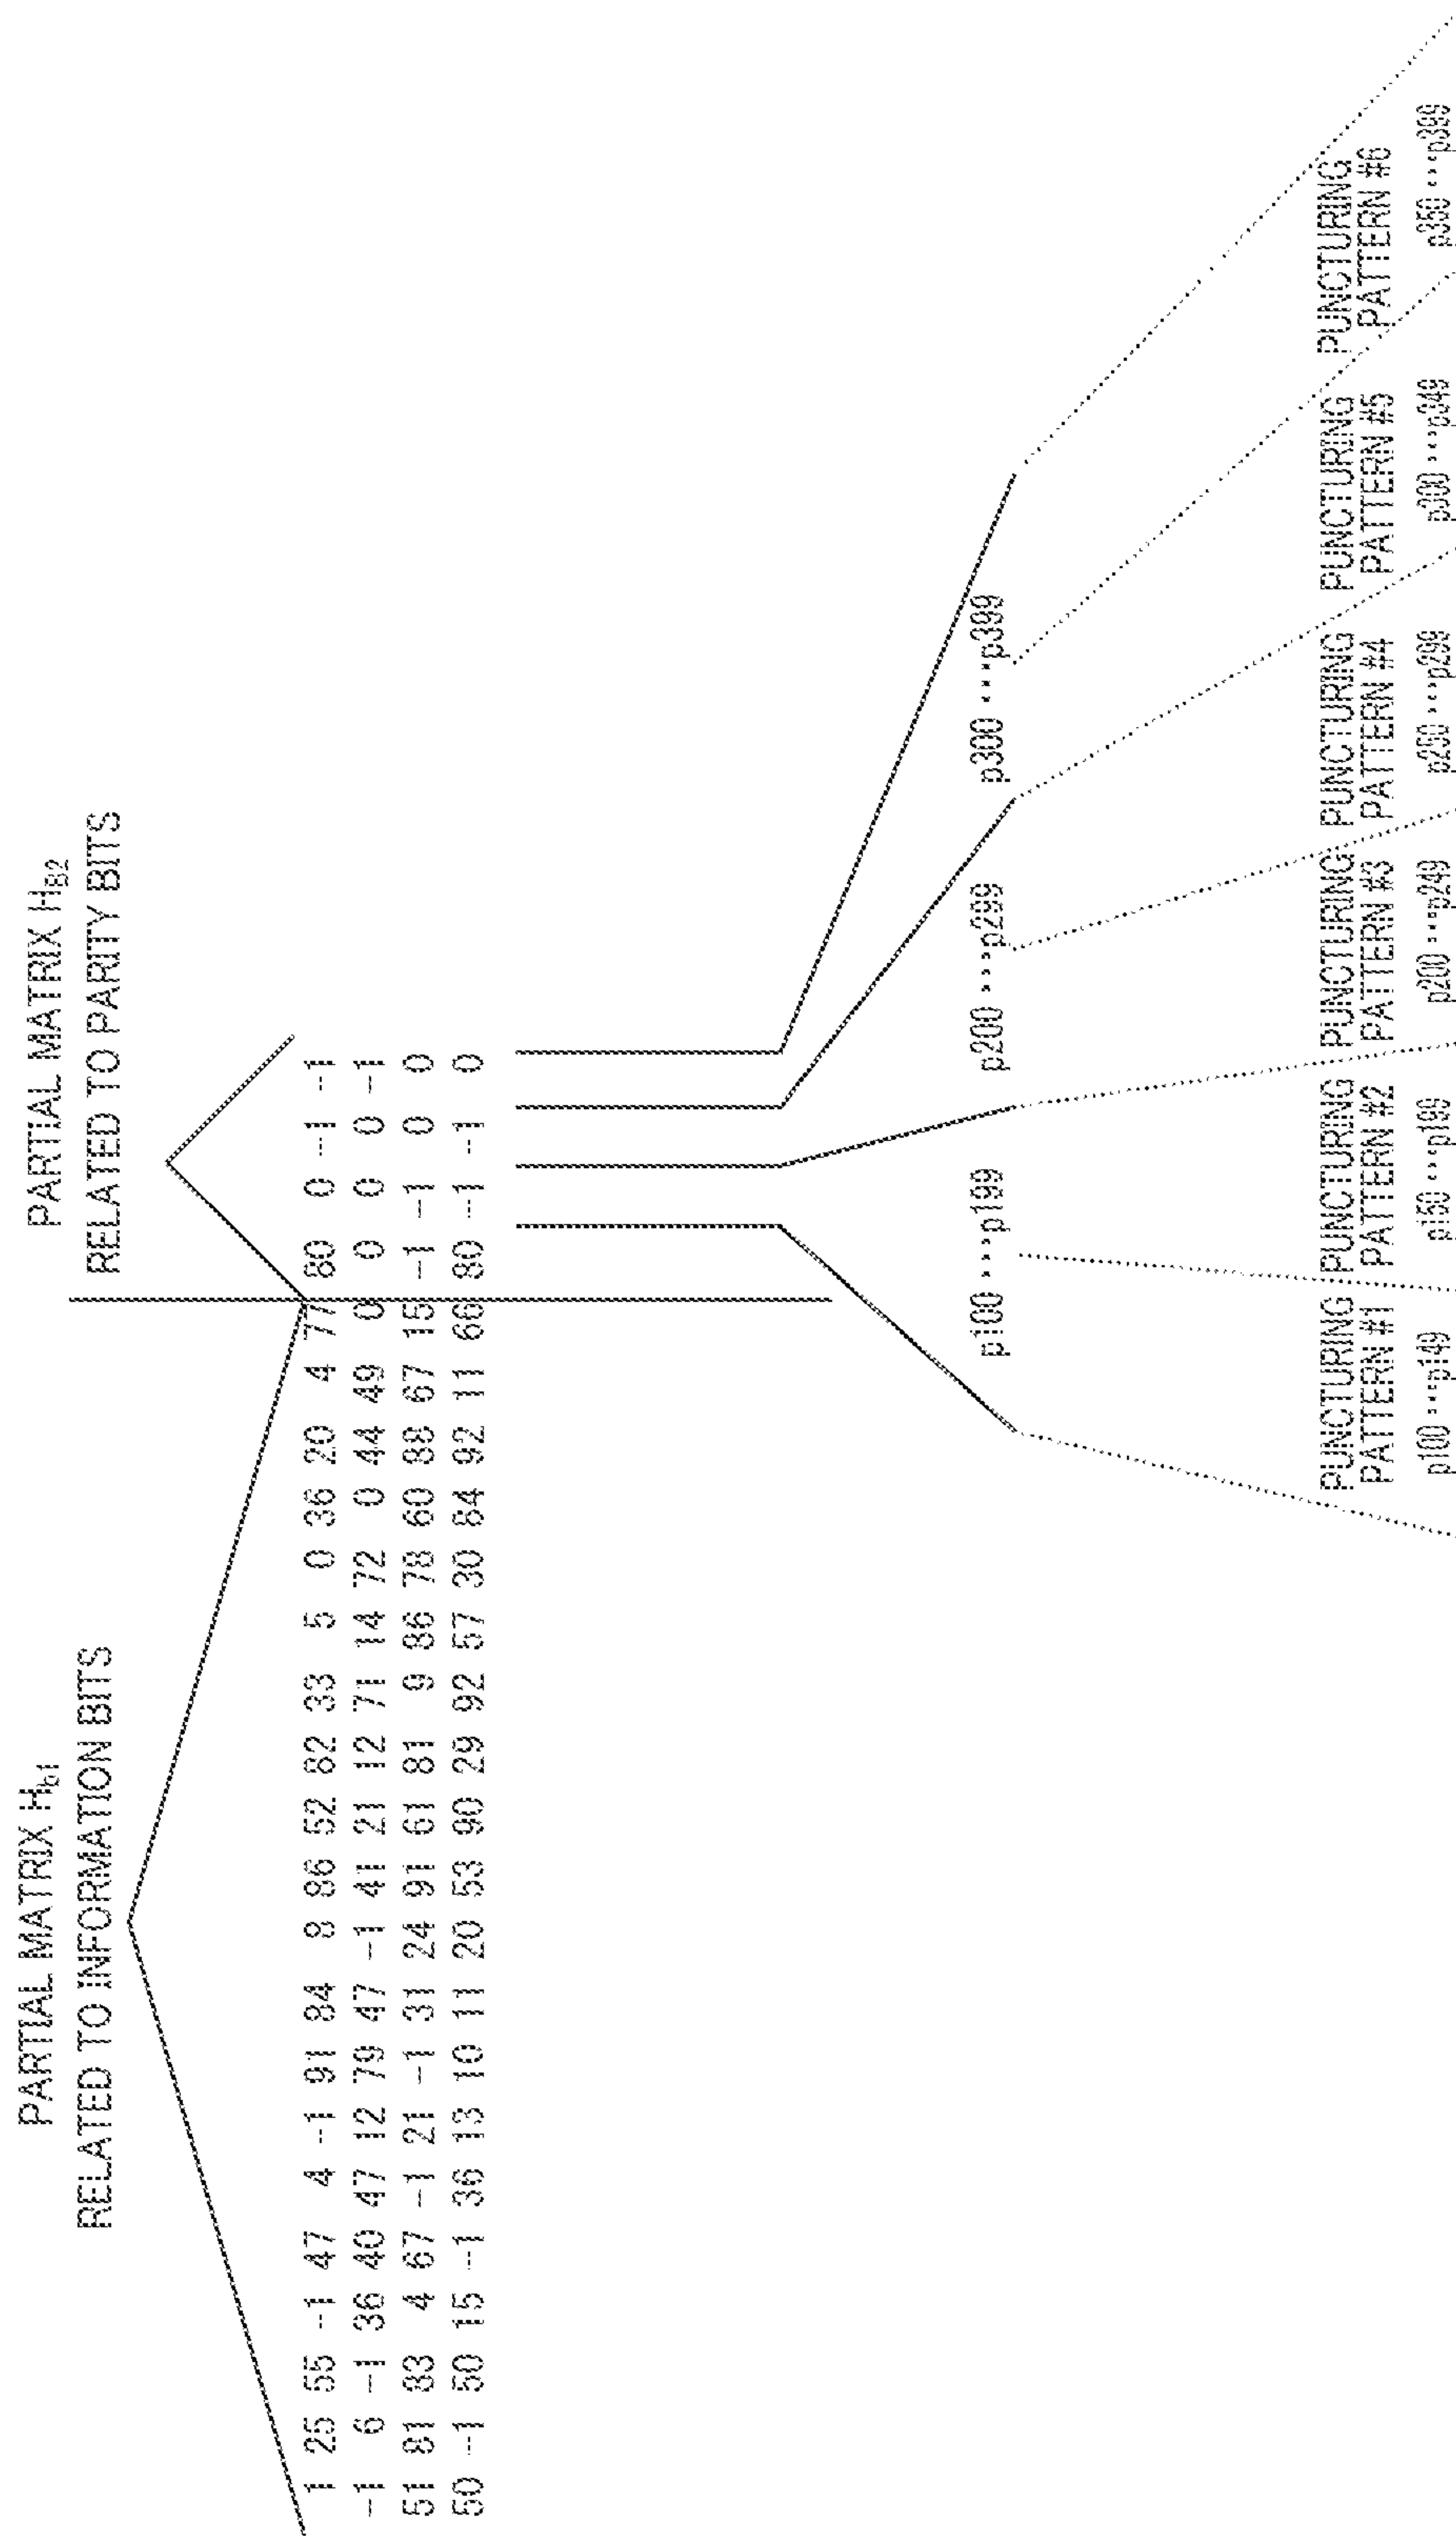 PARTIAL MATRIX H_b1
RELATED TO INFORMATION BITS
PARTIAL MATRIX H_B2
RELATED TO PARITY BITS
1 25 55 -1 47 4 -1 91 84 8 86 52 82 33 5 0 36 20 4 77 80 0 -1 -1
-1 6 -1 36 40 47 12 79 47 -1 41 21 12 71 14 72 0 44 49 0 0 0 0 -1
51 81 83 4 67 -1 21 -1 31 24 91 61 81 9 86 78 60 88 67 15 -1 -1 0 0
50 -1 50 15 -1 36 13 10 11 20 53 90 29 92 57 30 84 92 11 66 80 -1 -1 0
p100 ···p199 p200 ···p299 p300 ···p399
PUNCTURING PUNCTURING PUNCTURING PUNCTURING PUNCTURING PUNCTURING
PATTERN #1 PATTERN #2 PATTERN #3 PATTERN #4 PATTERN #5 PATTERN #6
p100 ···p149 p150 ···p199 p200 ···p249 p250 ···p299 p300 ···p349 p350 ···p399